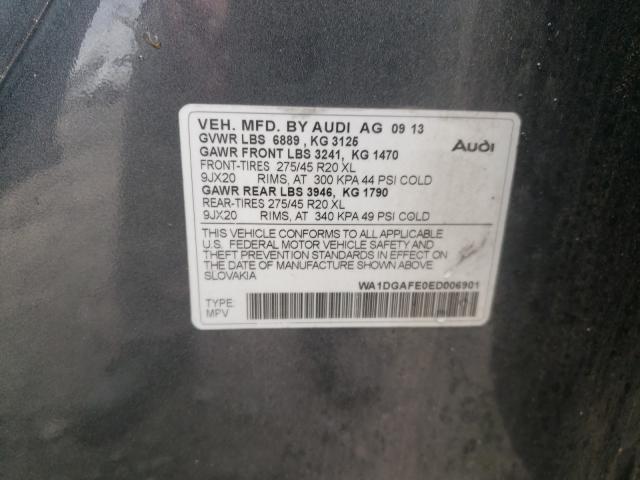 VEH. MFD. BY AUDI AG 09 13
GVWR LBS 6889 , KG 3125
GAWR FRONT LBS 3241, KG 1470
FRONT-TIRES 275/45 R20 XL
9JX20 RIMS, AT 300 KPA 44 PSI COLD
GAWR REAR LBS 3946, KG 1790
REAR-TIRES 275/45 R20 XL
9JX20 RIMS, AT 340 KPA 49 PSI COLD
Audi
THIS VEHICLE CONFORMS TO ALL APPLICABLE
U.S. FEDERAL MOTOR VEHICLE SAFETY AND
THEFT PREVENTION STANDARDS IN EFFECT ON
THE DATE OF MANUFACTURE SHOWN ABOVE
SLOVAKIA
WA1DGAFE0ED006901
TYPE:
MPV